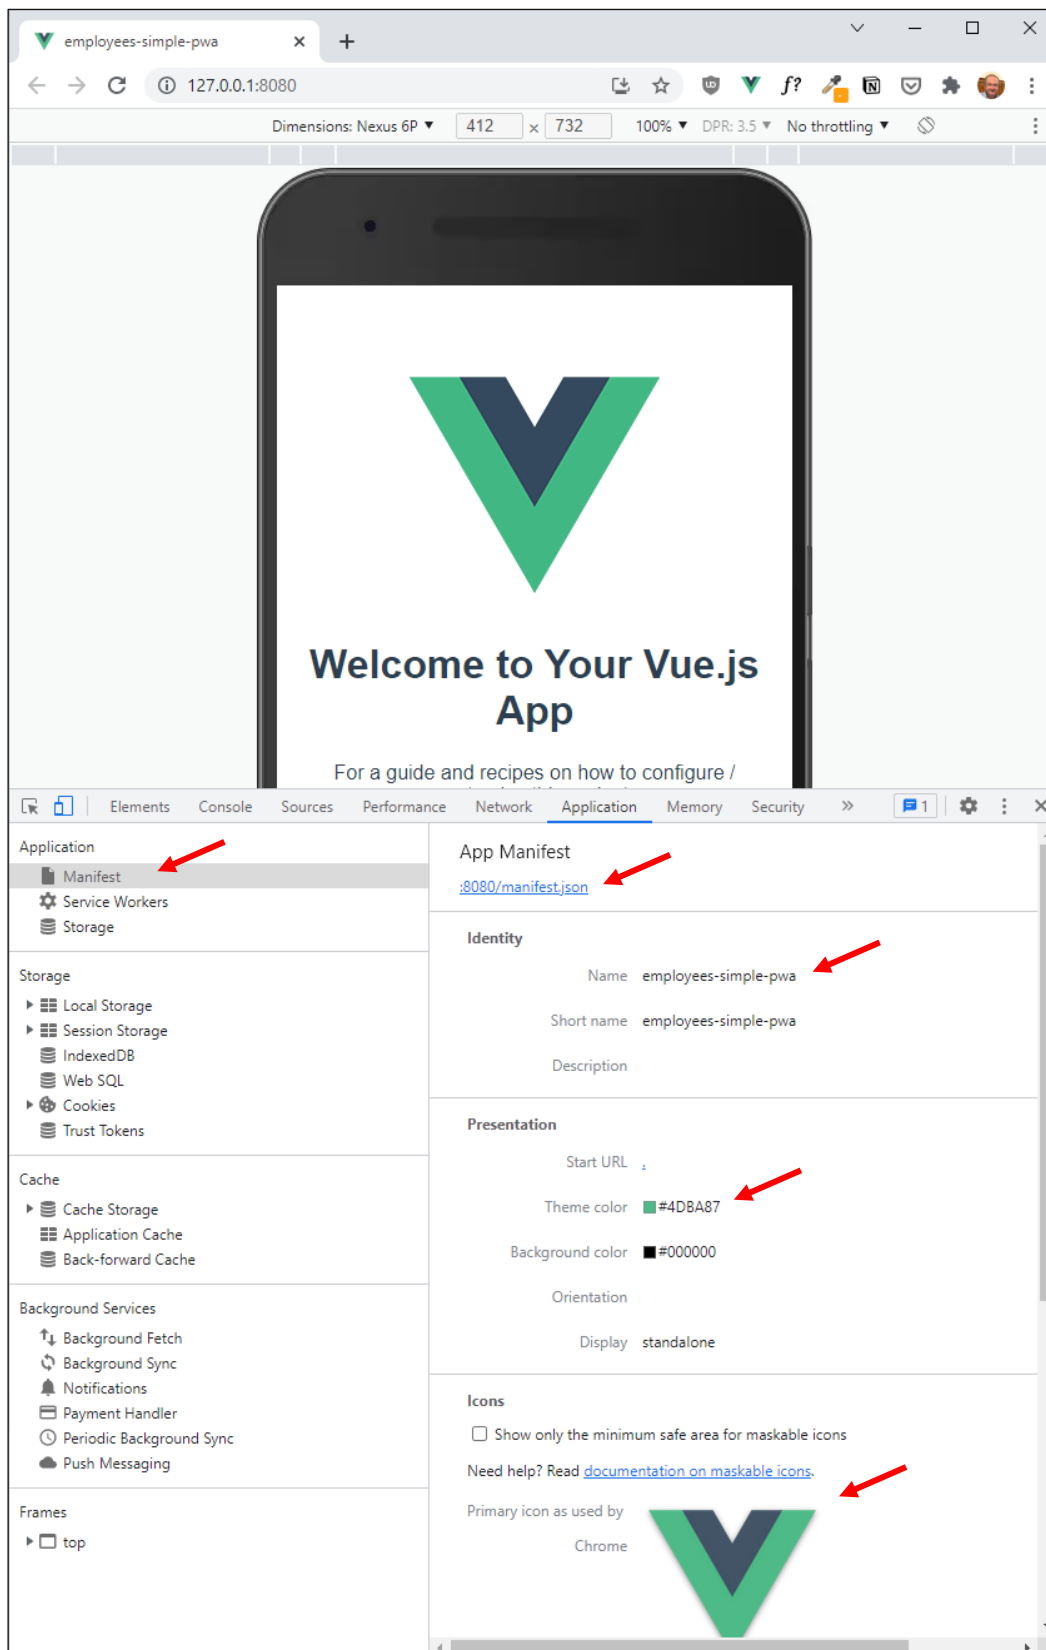 employees-simple-pwa
127.0.0.1:8080
f?
Dimensions: Nexus 6P 412 x 732 100% DPR: 3.5 No throttling
Welcome to Your Vue.js
App
For a guide and recipes on how to configure /
Elements Console Sources Performance Network Application Memory Security » 1
Application
Manifest
Service Workers
Storage
Storage
Local Storage
Session Storage
IndexedDB
Web SQL
Cookies
Trust Tokens
Cache
Cache Storage
Application Cache
Back-forward Cache
Background Services
Background Fetch
Background Sync
Notifications
Payment Handler
Periodic Background Sync
Push Messaging
Frames
top
App Manifest
:8080/manifest.json
Identity
Name employees-simple-pwa
Short name employees-simple-pwa
Description
Presentation
Start URL .
Theme color #4DBA87
Background color #000000
Orientation
Display standalone
Icons
Show only the minimum safe area for maskable icons
Need help? Read documentation on maskable icons.
Primary icon as used by
Chrome